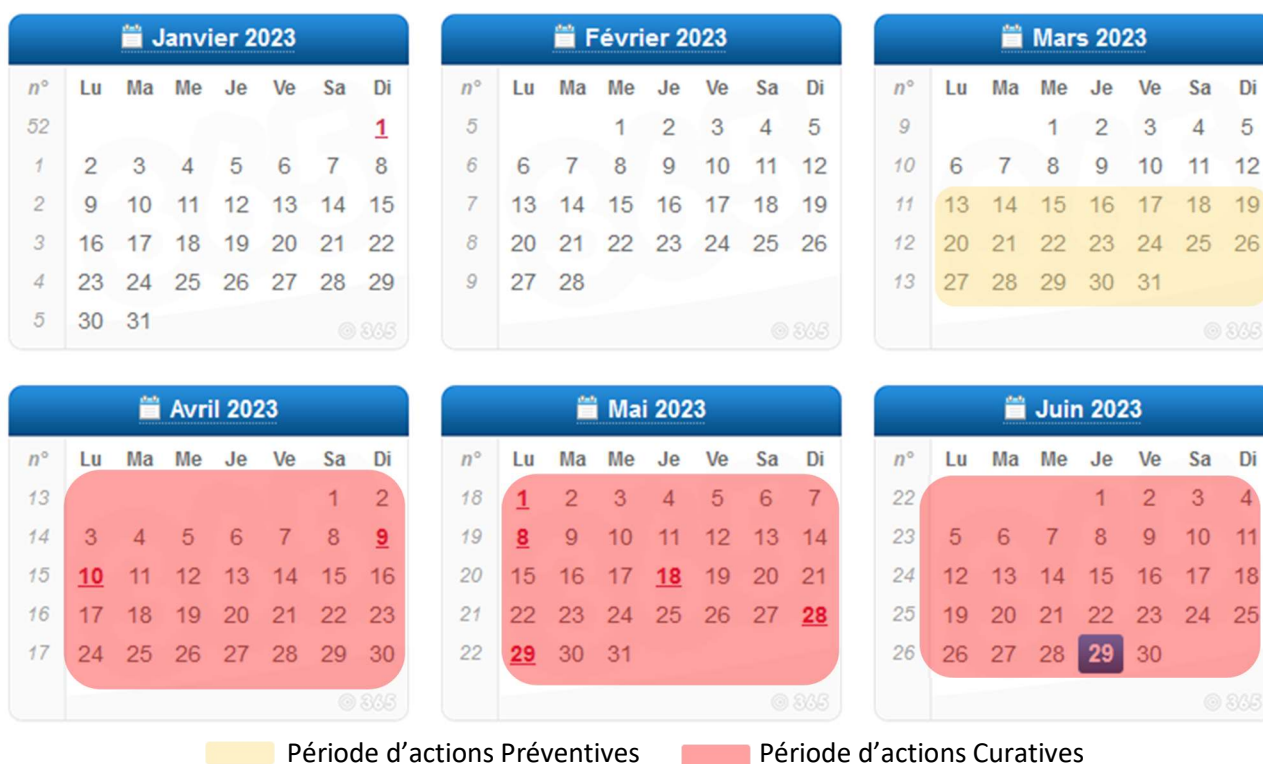 Janvier 2023
n° Lu Ma Me Je Ve Sa Di
52 1
1 2 3 4 5 6 7 8
2 9 10 11 12 13 14 15
3 16 17 18 19 20 21 22
4 23 24 25 26 27 28 29
5 30 31
© 365
Février 2023
n° Lu Ma Me Je Ve Sa Di
5 1 2 3 4 5
6 6 7 8 9 10 11 12
7 13 14 15 16 17 18 19
8 20 21 22 23 24 25 26
9 27 28
© 365
Mars 2023
n° Lu Ma Me Je Ve Sa Di
9 1 2 3 4 5
10 6 7 8 9 10 11 12
11 13 14 15 16 17 18 19
12 20 21 22 23 24 25 26
13 27 28 29 30 31
© 365
Avril 2023
n° Lu Ma Me Je Ve Sa Di
13 1 2
14 3 4 5 6 7 8 9
15 10 11 12 13 14 15 16
16 17 18 19 20 21 22 23
17 24 25 26 27 28 29 30
© 365
Mai 2023
n° Lu Ma Me Je Ve Sa Di
18 1 2 3 4 5 6 7
19 8 9 10 11 12 13 14
20 15 16 17 18 19 20 21
21 22 23 24 25 26 27 28
22 29 30 31
© 365
Juin 2023
n° Lu Ma Me Je Ve Sa Di
22 1 2 3 4
23 5 6 7 8 9 10 11
24 12 13 14 15 16 17 18
25 19 20 21 22 23 24 25
26 26 27 28 29 30
© 365
Période d’actions Préventives Période d’actions Curatives